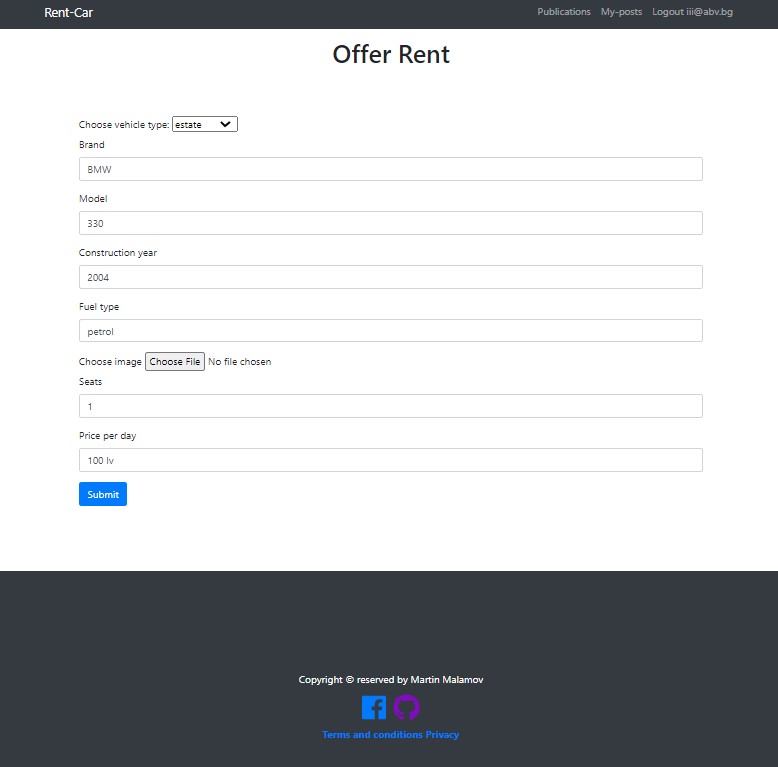 Rent-Car Publications My-posts Logout iii@abv.bg
Offer Rent
Choose vehicle type: estate
Brand
BMW
Model
330
Construction year
2004
Fuel type
petrol
Choose image Choose File No file chosen
Seats
1
Price per day
100 lv
Submit
Copyright © reserved by Martin Malamov
Terms and conditions Privacy